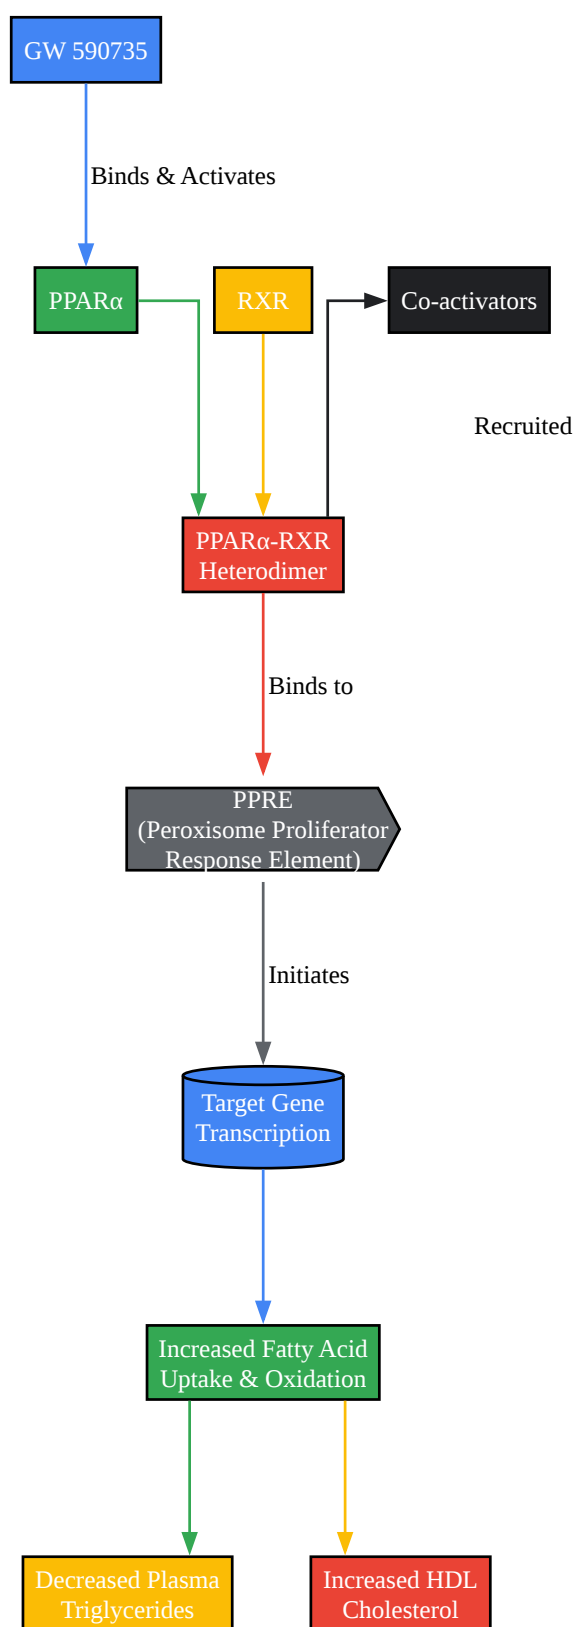 GW 590735
Binds & Activates
PPARα
RXR
Co-activators
Recruited
PPARα-RXR
Heterodimer
Binds to
PPRE
(Peroxisome Proliferator
Response Element)
Initiates
Target Gene
Transcription
Increased Fatty Acid
Uptake & Oxidation
Decreased Plasma
Triglycerides
Increased HDL
Cholesterol